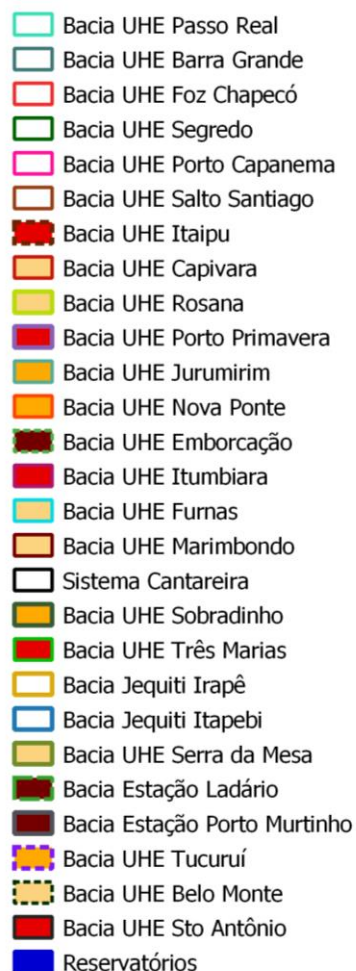 Bacia UHE Passo Real
Bacia UHE Barra Grande
Bacia UHE Foz Chapecó
Bacia UHE Segredo
Bacia UHE Porto Capanema
Bacia UHE Salto Santiago
Bacia UHE Itaipu
Bacia UHE Capivara
Bacia UHE Rosana
Bacia UHE Porto Primavera
Bacia UHE Jurumirim
Bacia UHE Nova Ponte
Bacia UHE Emborcação
Bacia UHE Itumbiara
Bacia UHE Furnas
Bacia UHE Marimbondo
Sistema Cantareira
Bacia UHE Sobradinho
Bacia UHE Três Marias
Bacia Jequiti Irapê
Bacia Jequiti Itapebi
Bacia UHE Serra da Mesa
Bacia Estação Ladário
Bacia Estação Porto Murtinho
Bacia UHE Tucuruí
Bacia UHE Belo Monte
Bacia UHE Sto Antônio
Reservatórios